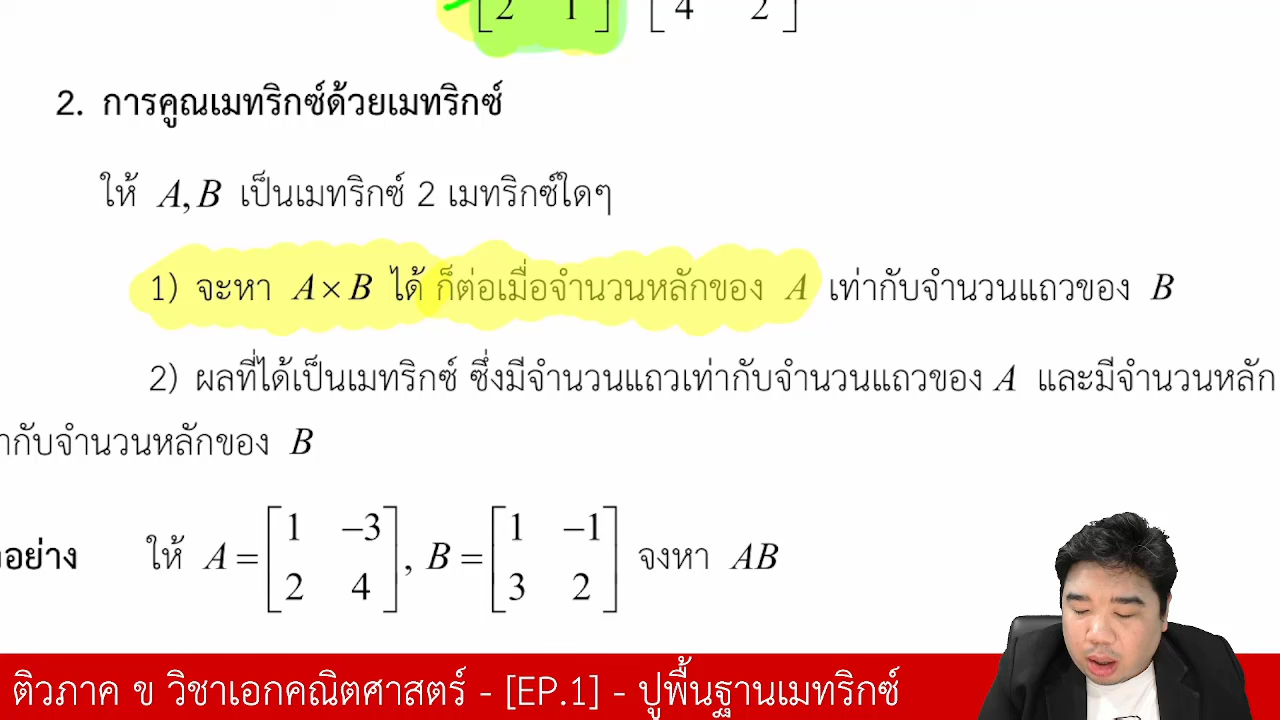 2 1 4 2
2. การคูณเมทริกซ์ด้วยเมทริกซ์
ให้ A, B เป็นเมทริกซ์ 2 เมทริกซ์ใดๆ
1) จะหา A × B ได้ ก็ต่อเมื่อจำนวนหลักของ A เท่ากับจำนวนแถวของ B
2) ผลที่ได้เป็นเมทริกซ์ ซึ่งมีจำนวนแถวเท่ากับจำนวนแถวของ A และมีจำนวนหลัก
ากับจำนวนหลักของ B
อย่าง ให้ A = [1 −3; 2 4], B = [1 −1; 3 2] จงหา AB
ติวภาค ข วิชาเอกคณิตศาสตร์ - [EP.1] - ปูพื้นฐานเมทริกซ์